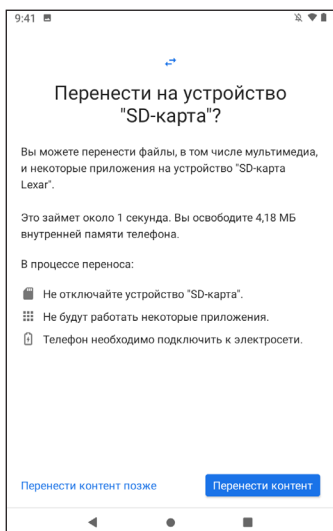 9:41
Перенести на устройство
"SD-карта"?
Вы можете перенести файлы, в том числе мультимедиа,
и некоторые приложения на устройство "SD-карта
Lexar".
Это займет около 1 секунда. Вы освободите 4,18 МБ
внутренней памяти телефона.
В процессе переноса:
Не отключайте устройство "SD-карта".
Не будут работать некоторые приложения.
Телефон необходимо подключить к электросети.
Перенести контент позже
Перенести контент